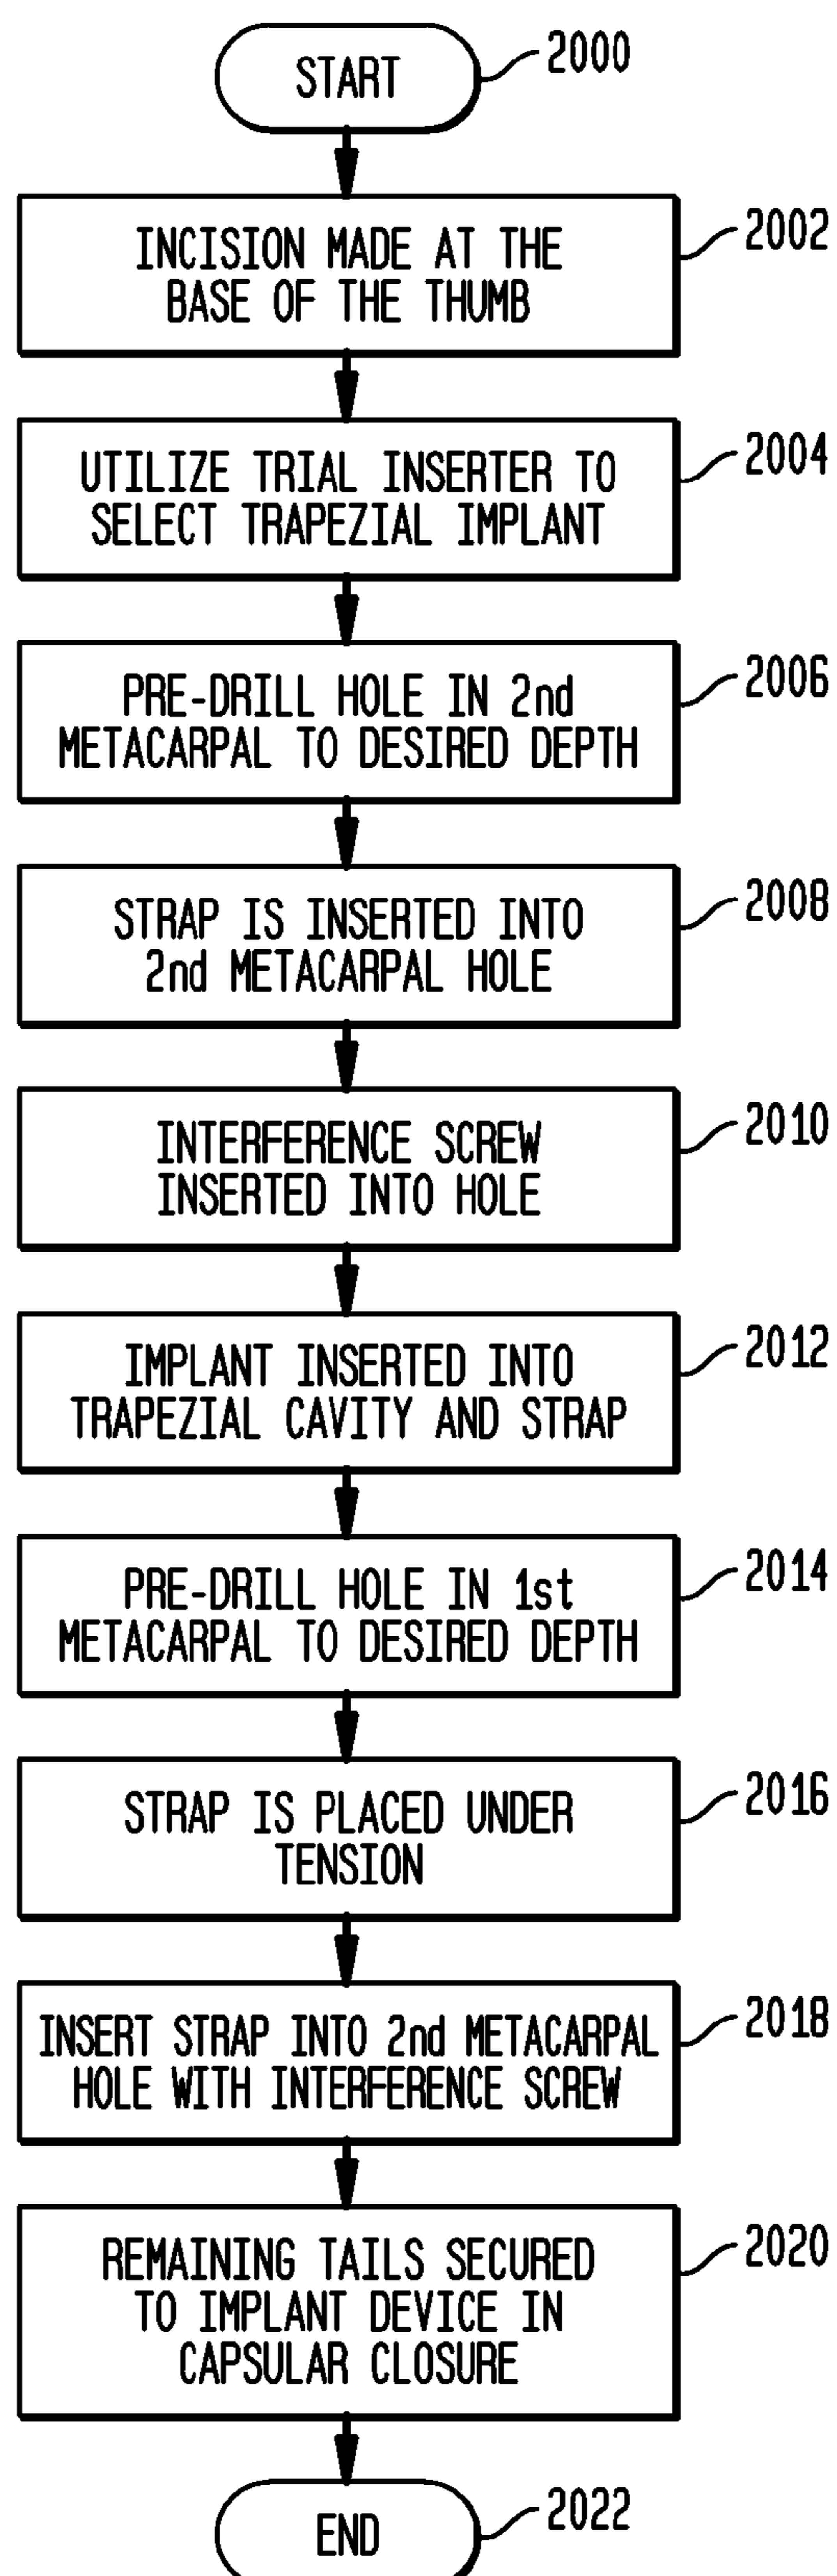 START
2000
INCISION MADE AT THE
BASE OF THE THUMB
2002
UTILIZE TRIAL INSERTER TO
SELECT TRAPEZIAL IMPLANT
2004
PRE-DRILL HOLE IN 2nd
METACARPAL TO DESIRED DEPTH
2006
STRAP IS INSERTED INTO
2nd METACARPAL HOLE
2008
INTERFERENCE SCREW
INSERTED INTO HOLE
2010
IMPLANT INSERTED INTO
TRAPEZIAL CAVITY AND STRAP
2012
PRE-DRILL HOLE IN 1st
METACARPAL TO DESIRED DEPTH
2014
STRAP IS PLACED UNDER
TENSION
2016
INSERT STRAP INTO 2nd METACARPAL
HOLE WITH INTERFERENCE SCREW
2018
REMAINING TAILS SECURED
TO IMPLANT DEVICE IN
CAPSULAR CLOSURE
2020
END
2022